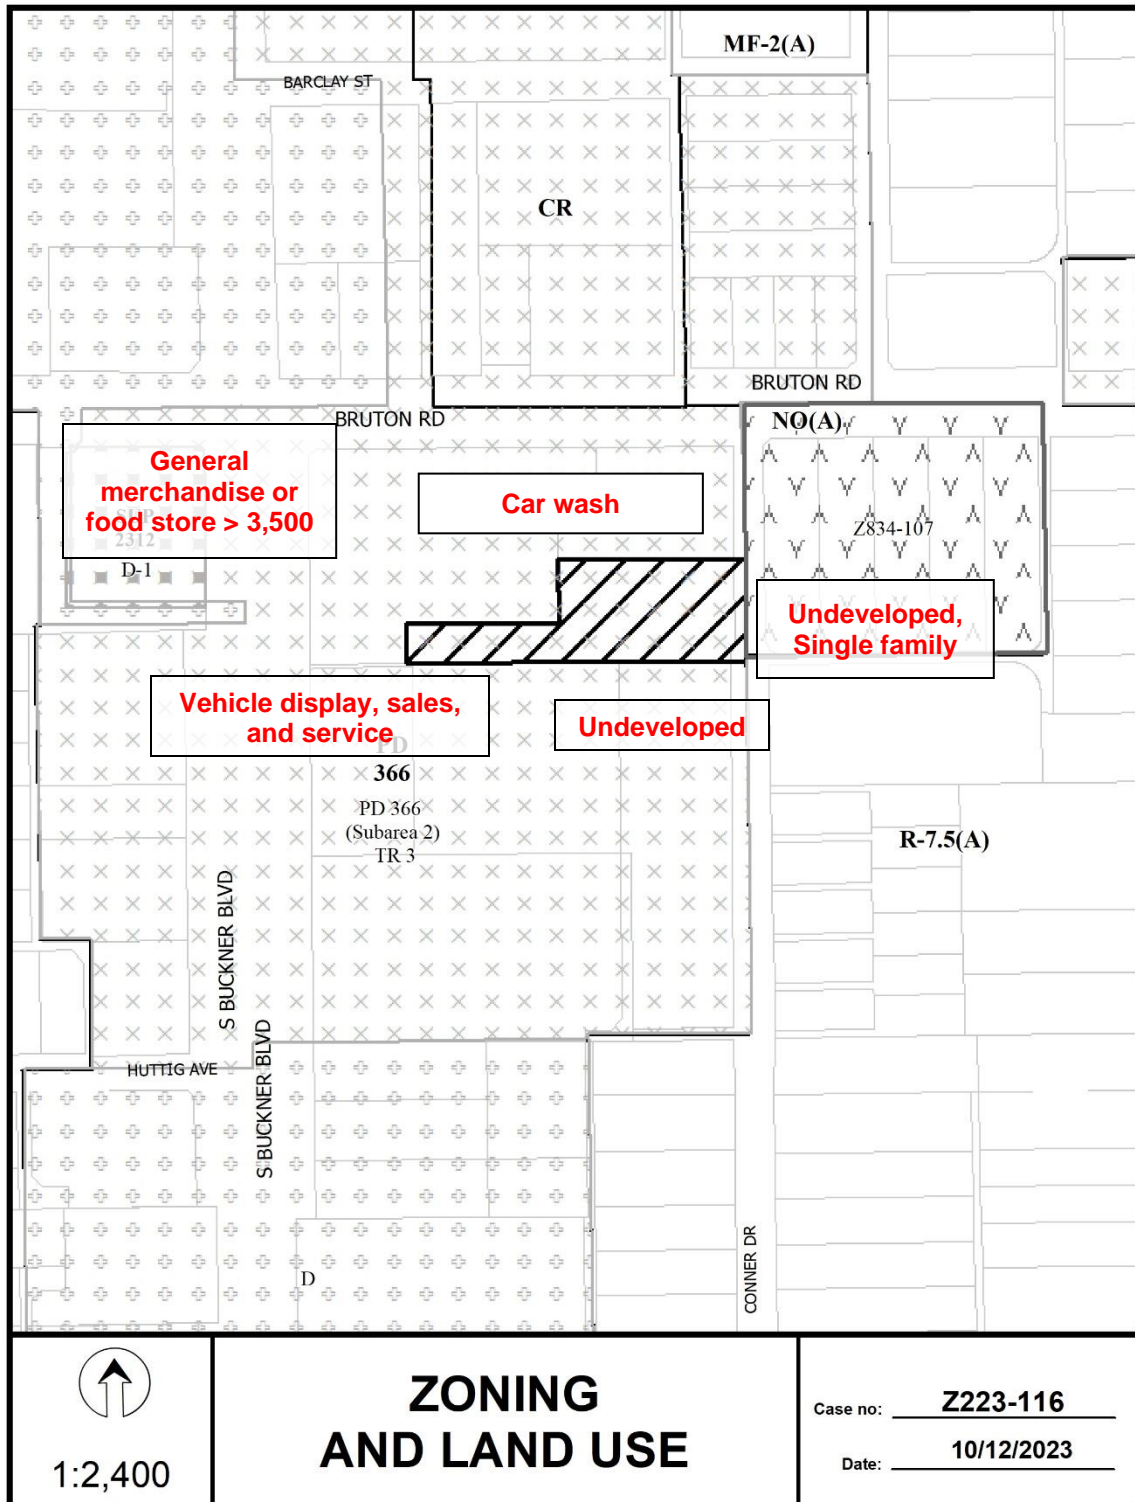 MF-2(A)
BARCLAY ST
CR
BRUTON RD
BRUTON RD
NO(A)
General
merchandise or
food store > 3,500
SUP
2312
D-1
Car wash
Z834-107
Undeveloped,
Single family
Vehicle display, sales,
and service
Undeveloped
PD
366
PD 366
(Subarea 2)
TR 3
R-7.5(A)
S BUCKNER BLVD
S BUCKNER BLVD
HUTTIG AVE
D
CONNER DR
1:2,400
ZONING
AND LAND USE
Case no: Z223-116
Date: 10/12/2023